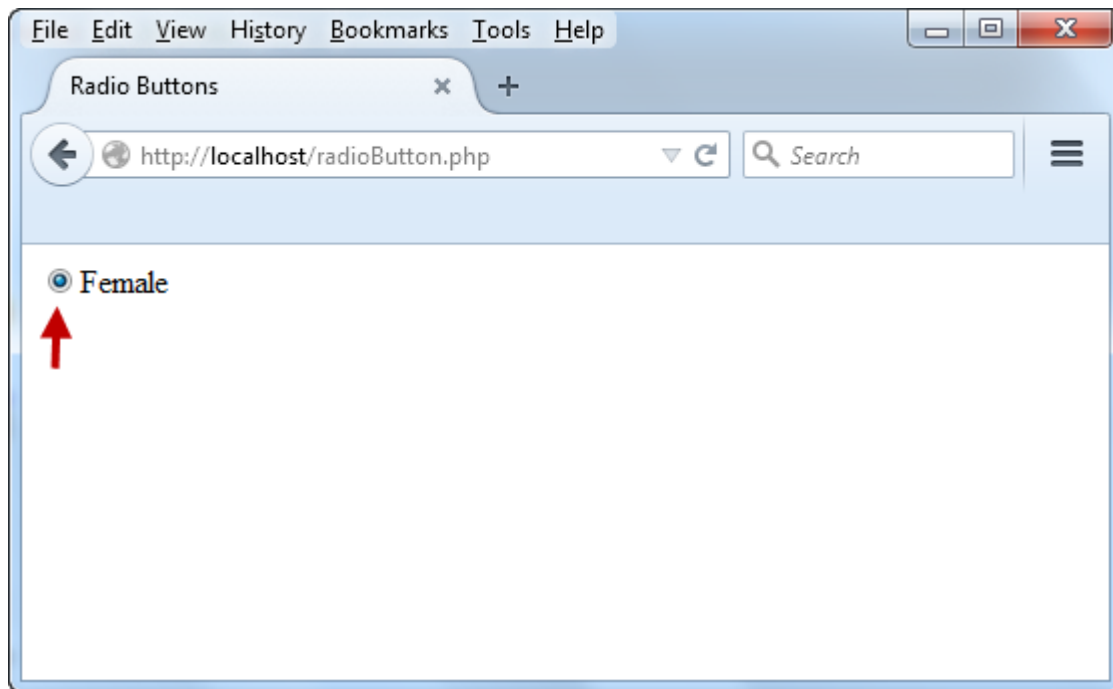 File Edit View History Bookmarks Tools Help
Radio Buttons
http://localhost/radioButton.php Search
Female